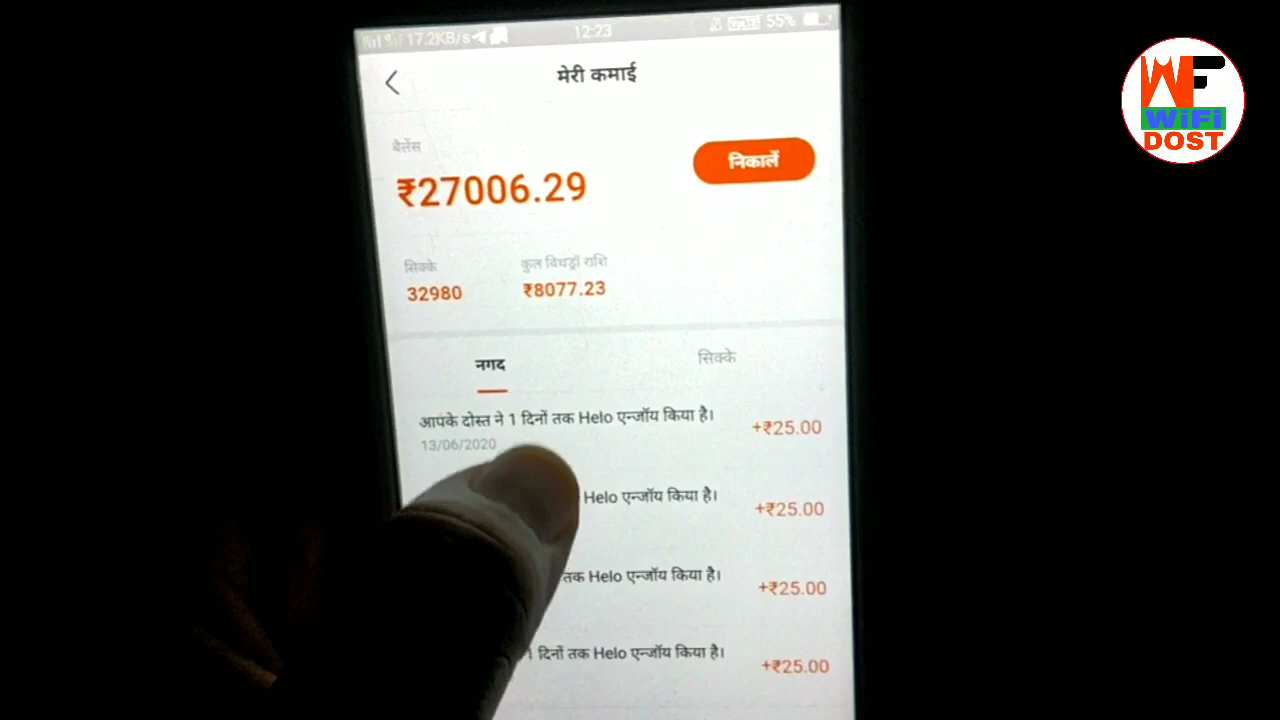 17.2KB/s
12:23
55%
मेरी कमाई
WF
WiFi
DOST
बैलेंस
₹27006.29
निकालें
सिक्के
कुल विथड्रॉ राशि
32980
₹8077.23
नगद
सिक्के
आपके दोस्त ने 1 दिनों तक Helo एन्जॉय किया है।
+₹25.00
13/06/2020
Helo एन्जॉय किया है।
+₹25.00
तक Helo एन्जॉय किया है।
+₹25.00
1 दिनों तक Helo एन्जॉय किया है।
+₹25.00